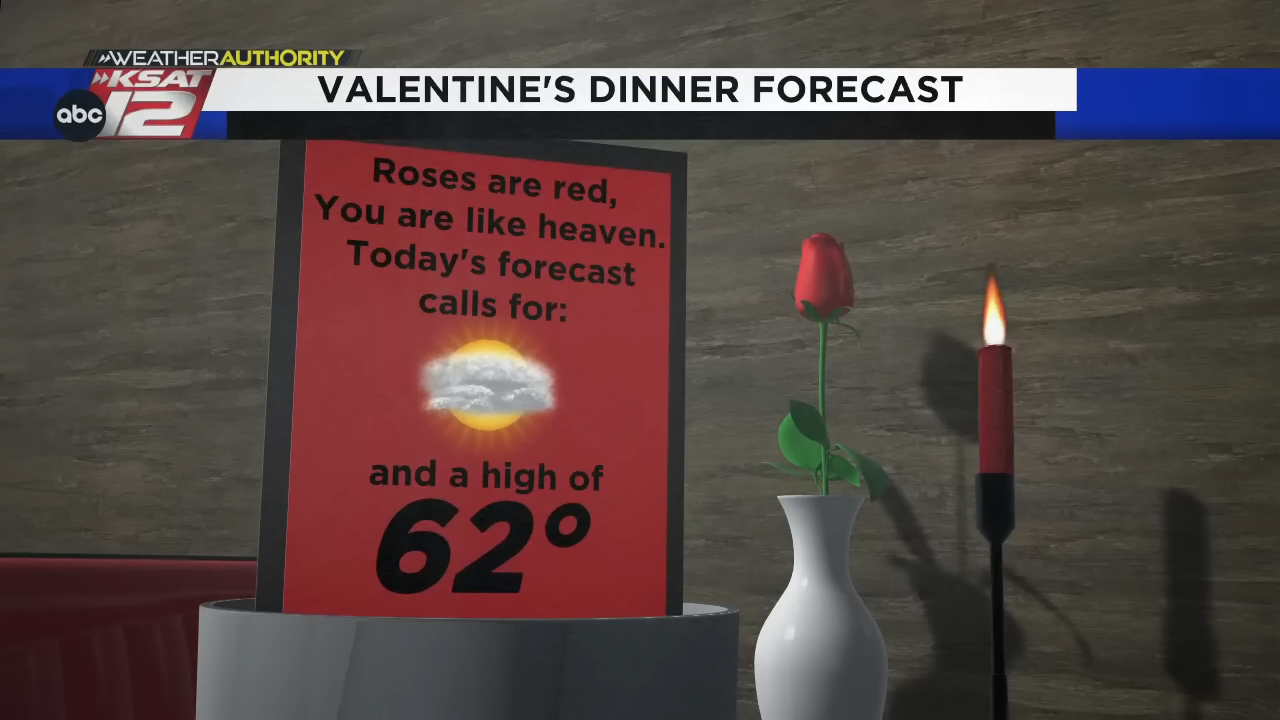 WEATHERAUTHORITY
KSAT
abc 12
VALENTINE'S DINNER FORECAST
Roses are red,
You are like heaven.
Today's forecast
calls for:
and a high of
62°